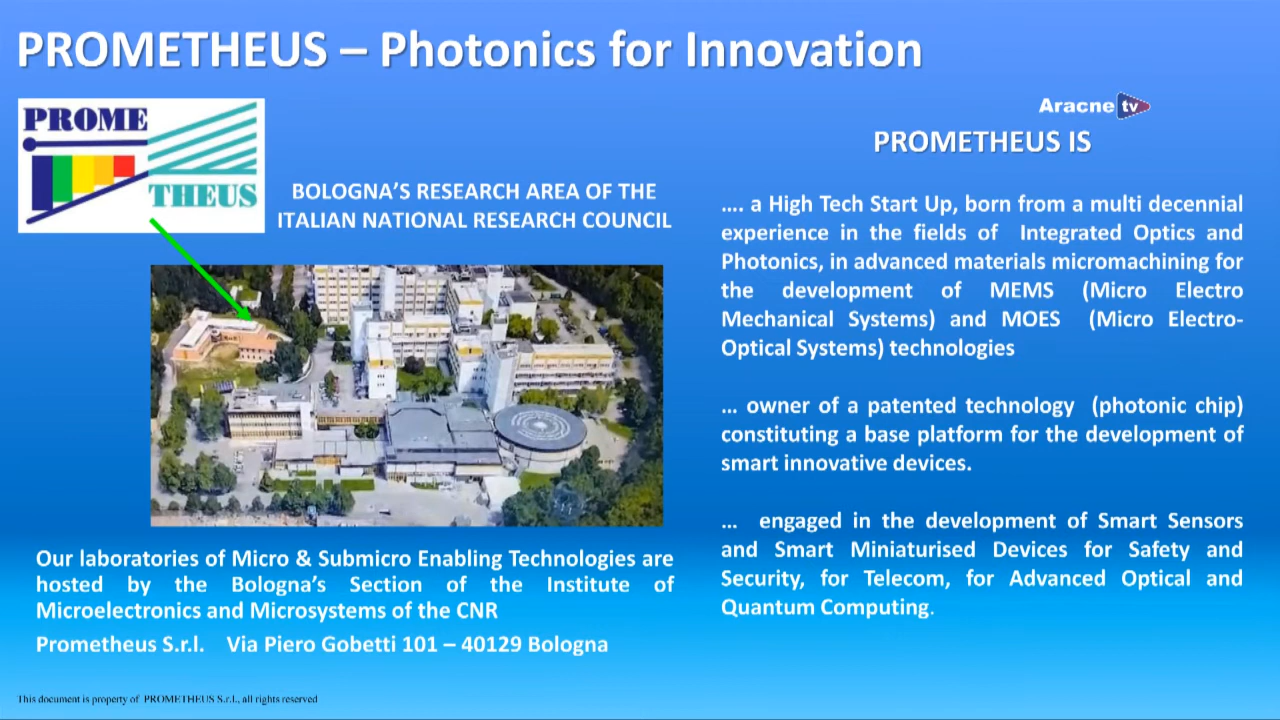 PROMETHEUS – Photonics for Innovation
PROME
THEUS
BOLOGNA'S RESEARCH AREA OF THE
ITALIAN NATIONAL RESEARCH COUNCIL
Our laboratories of Micro & Submicro Enabling Technologies are
hosted by the Bologna's Section of the Institute of
Microelectronics and Microsystems of the CNR
Prometheus S.r.l. Via Piero Gobetti 101 – 40129 Bologna
Aracne tv
PROMETHEUS IS
.... a High Tech Start Up, born from a multi decennial
experience in the fields of Integrated Optics and
Photonics, in advanced materials micromachining for
the development of MEMS (Micro Electro
Mechanical Systems) and MOES (Micro Electro-
Optical Systems) technologies
... owner of a patented technology (photonic chip)
constituting a base platform for the development of
smart innovative devices.
... engaged in the development of Smart Sensors
and Smart Miniaturised Devices for Safety and
Security, for Telecom, for Advanced Optical and
Quantum Computing.
This document is property of PROMETHEUS S.r.l., all rights reserved